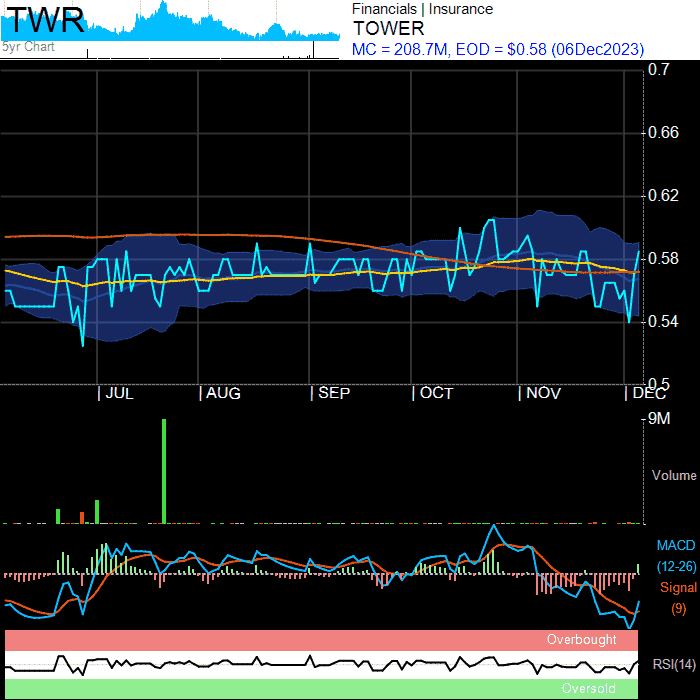 TWR
5yr Chart
Financials | Insurance
TOWER
MC = 208.7M, EOD = $0.58 (06Dec2023)
0.7
0.66
0.62
0.58
0.54
0.5
JUL
AUG
SEP
OCT
NOV
DEC
9M
Volume
MACD
(12-26)
Signal
(9)
Overbought
RSI(14)
Oversold